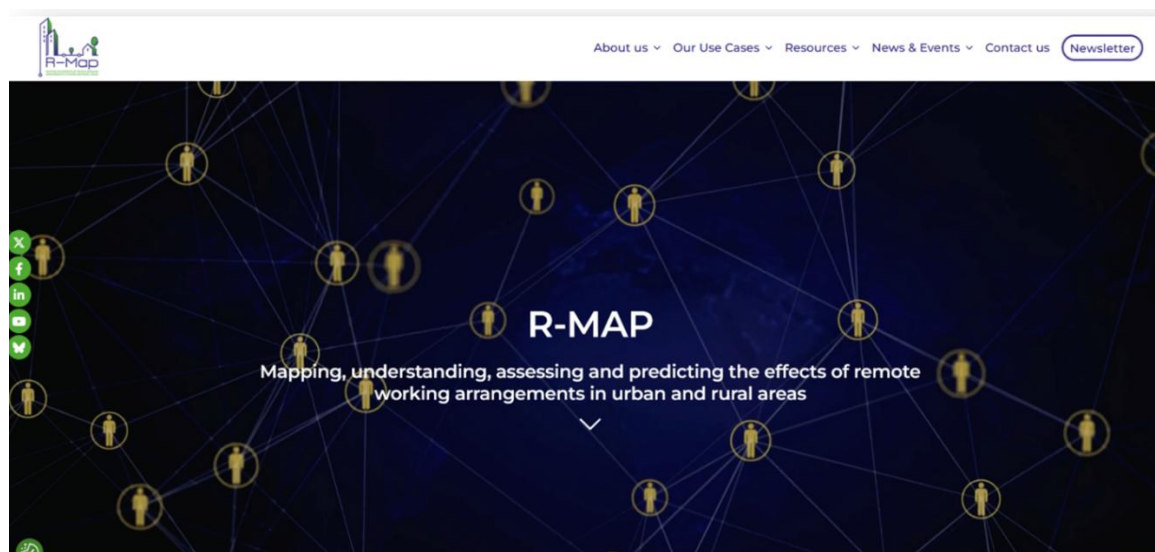 R-Map
About us Our Use Cases Resources News & Events Contact us Newsletter
R-MAP
Mapping, understanding, assessing and predicting the effects of remote
working arrangements in urban and rural areas